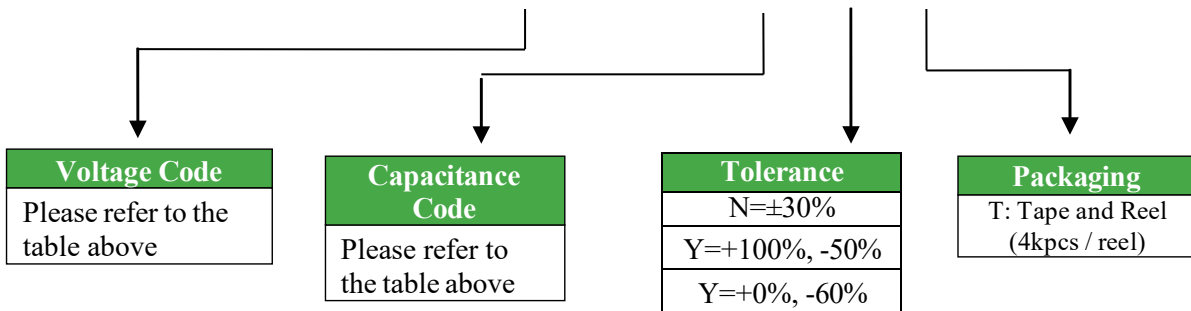 Voltage Code
Please refer to the
table above
Capacitance
Code
Please refer to
the table above
Tolerance
N=±30%
Y=+100%, -50%
Y=+0%, -60%
Packaging
T: Tape and Reel
(4kpcs / reel)